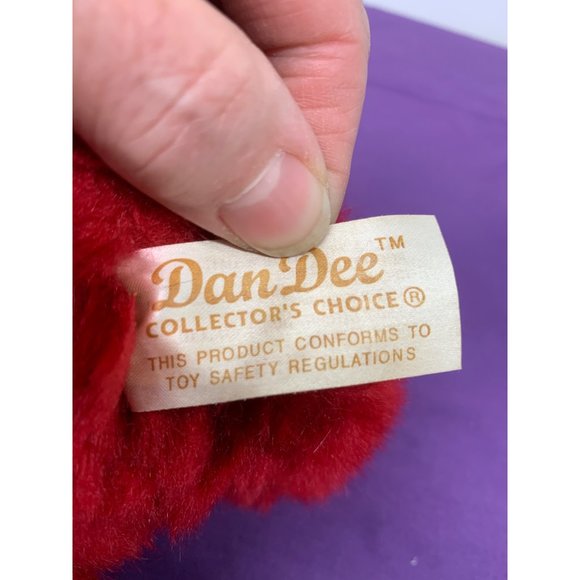 Dan Dee™
COLLECTOR'S CHOICE®
THIS PRODUCT CONFORMS TO
TOY SAFETY REGULATIONS